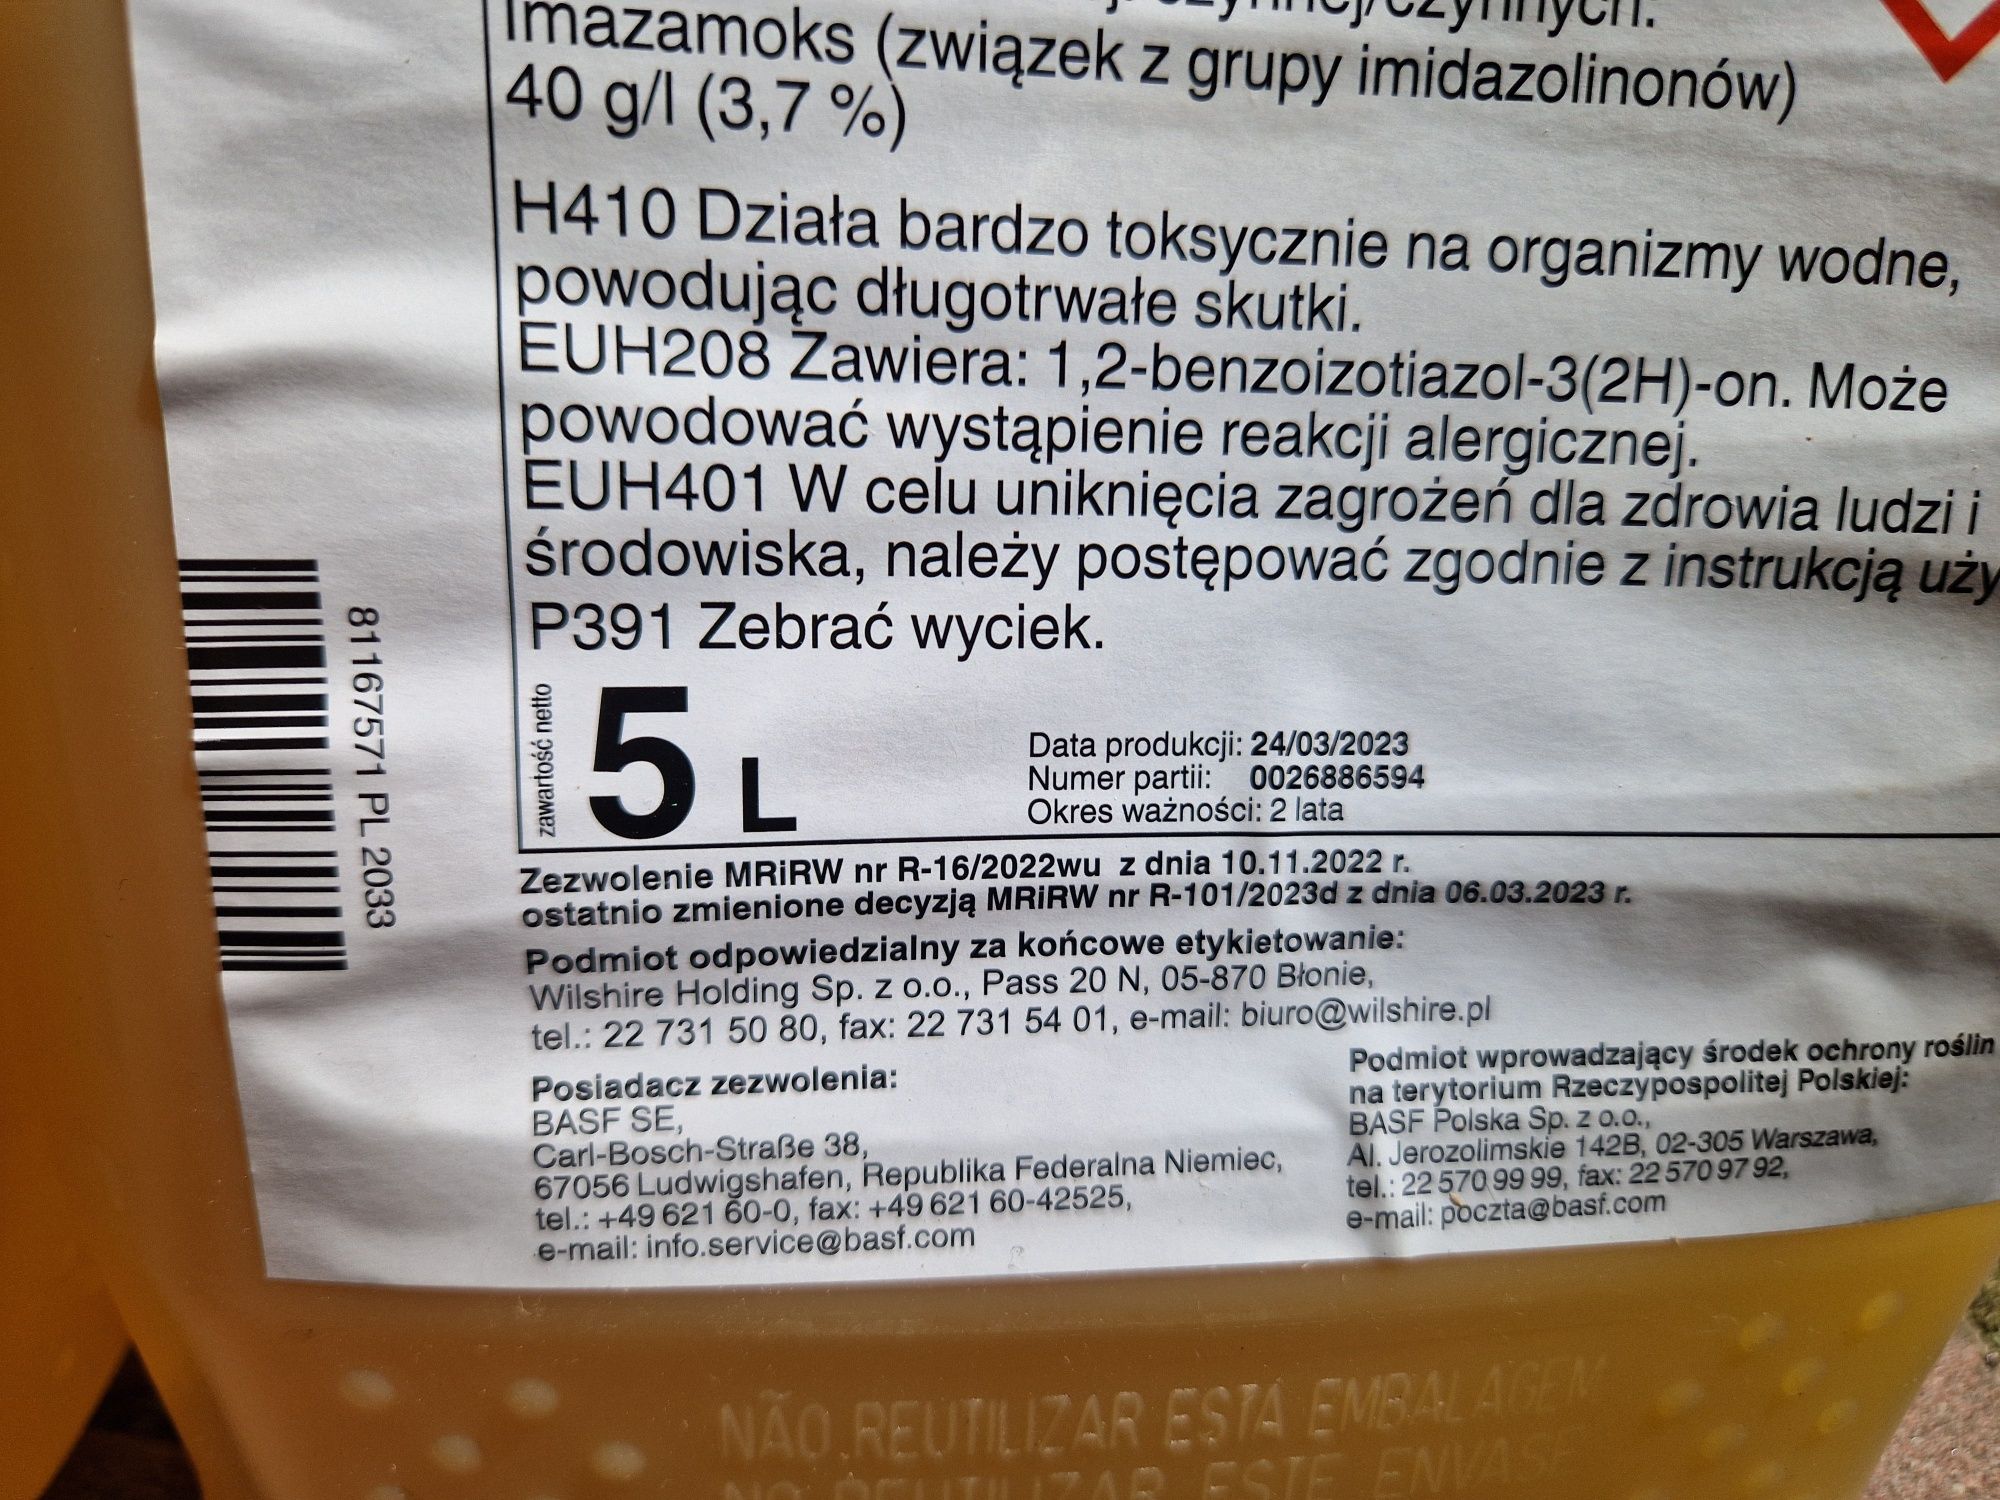 Imazamoks (związek z grupy imidazolinonów)
40 g/l (3,7 %)
H410 Działa bardzo toksycznie na organizmy wodne,
powodując długotrwałe skutki.
EUH208 Zawiera: 1,2-benzoizotiazol-3(2H)-on. Może
powodować wystąpienie reakcji alergicznej.
EUH401 W celu uniknięcia zagrożeń dla zdrowia ludzi i
środowiska, należy postępować zgodnie z instrukcją uży
P391 Zebrać wyciek.
zawartość netto
5 L
Data produkcji: 24/03/2023
Numer partii: 0026886594
Okres ważności: 2 lata
81167571 PL 2033
Zezwolenie MRiRW nr R-16/2022wu z dnia 10.11.2022 r.
ostatnio zmienione decyzją MRiRW nr R-101/2023d z dnia 06.03.2023 r.
Podmiot odpowiedzialny za końcowe etykietowanie:
Wilshire Holding Sp. z o.o., Pass 20 N, 05-870 Błonie,
tel.: 22 731 50 80, fax: 22 731 54 01, e-mail: biuro@wilshire.pl
Posiadacz zezwolenia:
BASF SE,
Carl-Bosch-Straße 38,
67056 Ludwigshafen, Republika Federalna Niemiec,
tel.: +49 621 60-0, fax: +49 621 60-42525,
e-mail: info.service@basf.com
Podmiot wprowadzający środek ochrony roślin
na terytorium Rzeczypospolitej Polskiej:
BASF Polska Sp. z o.o.,
Al. Jerozolimskie 142B, 02-305 Warszawa,
tel.: 22 570 99 99, fax: 22 570 97 92,
e-mail: poczta@basf.com
NÃO REUTILIZAR ESTA EMBALAGEM
NO REUTILIZAR ESTE ENVASE